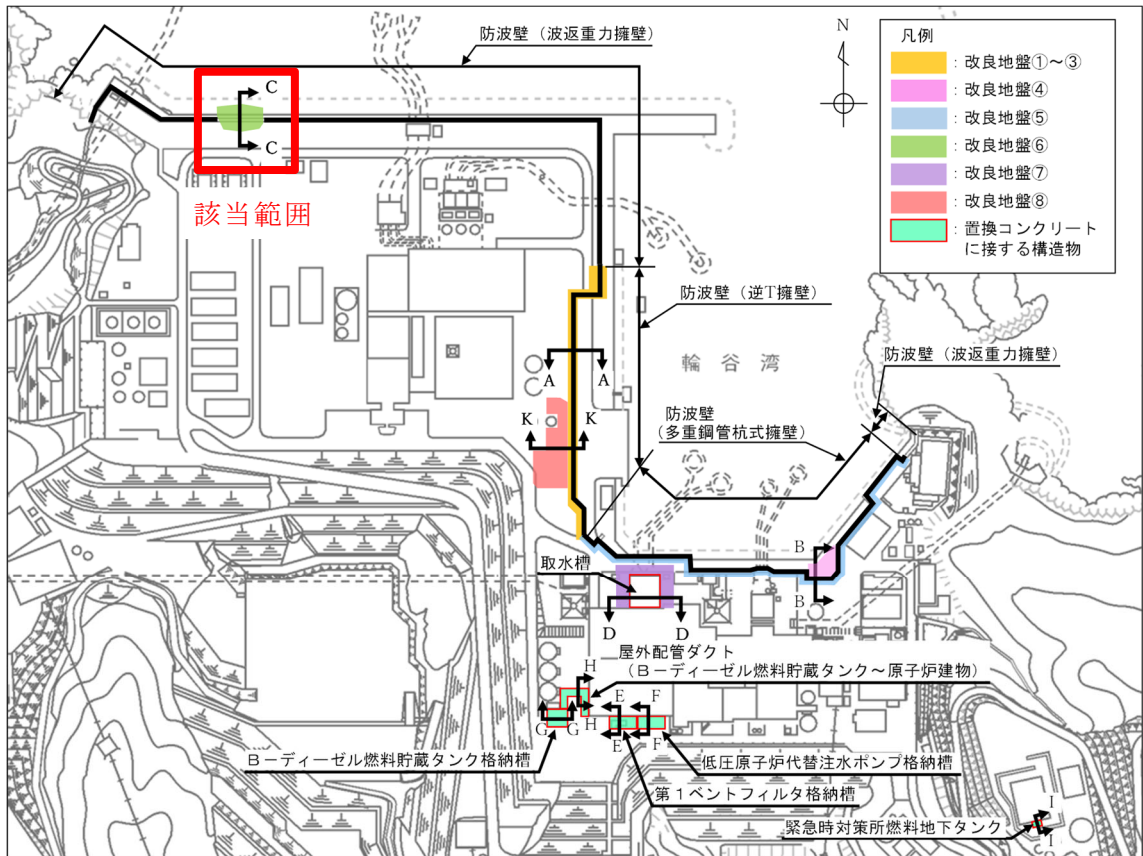 防波壁（波返重力擁壁）
N
凡例
：改良地盤①～③
：改良地盤④
：改良地盤⑤
：改良地盤⑥
：改良地盤⑦
：改良地盤⑧
：置換コンクリート
に接する構造物
C
C
該当範囲
防波壁（逆T擁壁）
輪谷湾
防波壁（波返重力擁壁）
A
A
K
K
防波壁
（多重鋼管杭式擁壁）
B
B
取水槽
D
D
屋外配管ダクト
（B－ディーゼル燃料貯蔵タンク～原子炉建物）
H
H
E
F
G
G
E
F
B－ディーゼル燃料貯蔵タンク格納槽
低圧原子炉代替注水ポンプ格納槽
第１ベントフィルタ格納槽
I
緊急時対策所燃料地下タンク
I